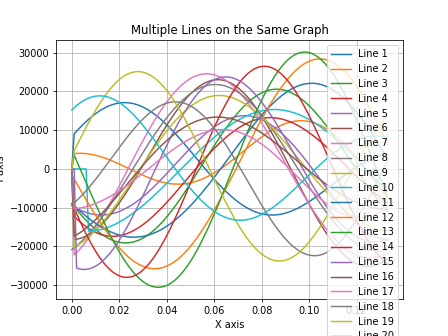 Multiple Lines on the Same Graph
30000
20000
10000
0
−10000
−20000
−30000
0.00 0.02 0.04 0.06 0.08 0.10
X axis
axis
Line 1
Line 2
Line 3
Line 4
Line 5
Line 6
Line 7
Line 8
Line 9
Line 10
Line 11
Line 12
Line 13
Line 14
Line 15
Line 16
Line 17
Line 18
Line 19
Line 20